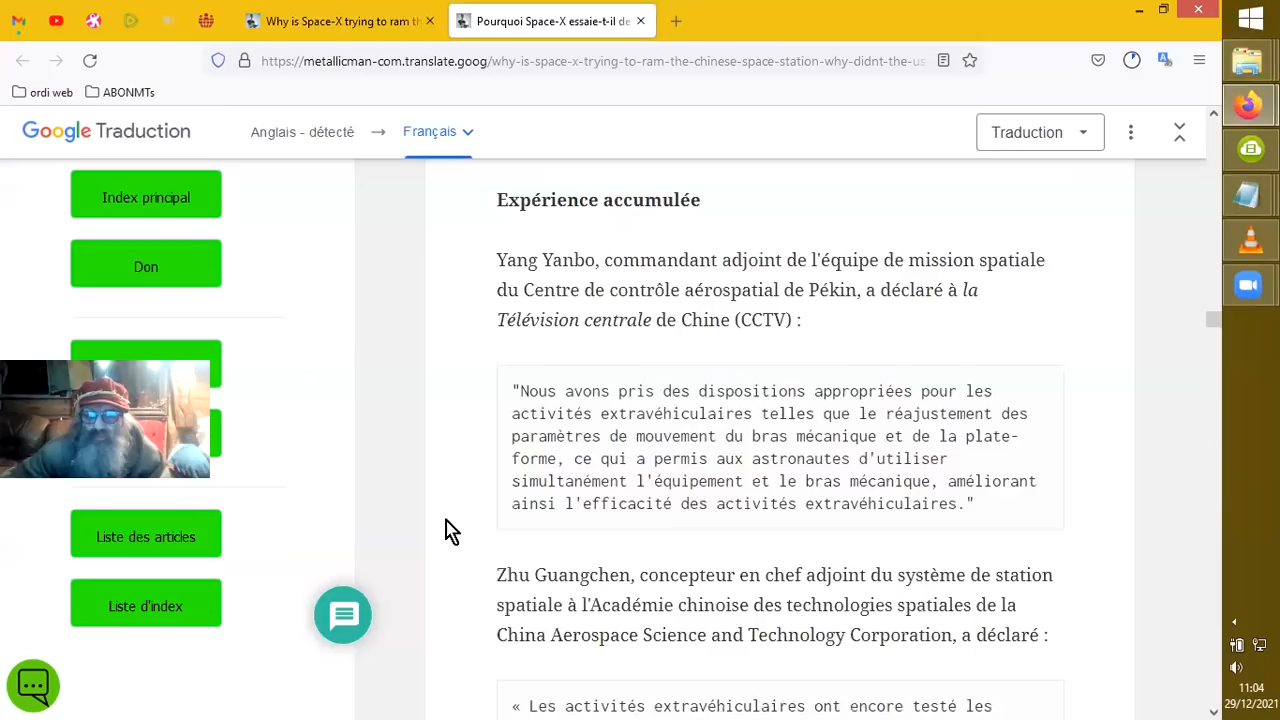 Why is Space-X trying to ram th
Pourquoi Space-X essaie-t-il de
https://metallicman-com.translate.goog/why-is-space-x-trying-to-ram-the-chinese-space-station-why-didnt-the-us
ordi web
ABONMTs
Google Traduction
Anglais - détecté
Français
Traduction
Index principal
Don
Liste des articles
Liste d'index
Expérience accumulée
Yang Yanbo, commandant adjoint de l'équipe de mission spatiale
du Centre de contrôle aérospatial de Pékin, a déclaré à la
Télévision centrale de Chine (CCTV) :
"Nous avons pris des dispositions appropriées pour les
activités extravéhiculaires telles que le réajustement des
paramètres de mouvement du bras mécanique et de la plate-
forme, ce qui a permis aux astronautes d'utiliser
simultanément l'équipement et le bras mécanique, améliorant
ainsi l'efficacité des activités extravéhiculaires."
Zhu Guangchen, concepteur en chef adjoint du système de station
spatiale à l'Académie chinoise des technologies spatiales de la
China Aerospace Science and Technology Corporation, a déclaré :
« Les activités extravéhiculaires ont encore testé les
11:04
29/12/2021